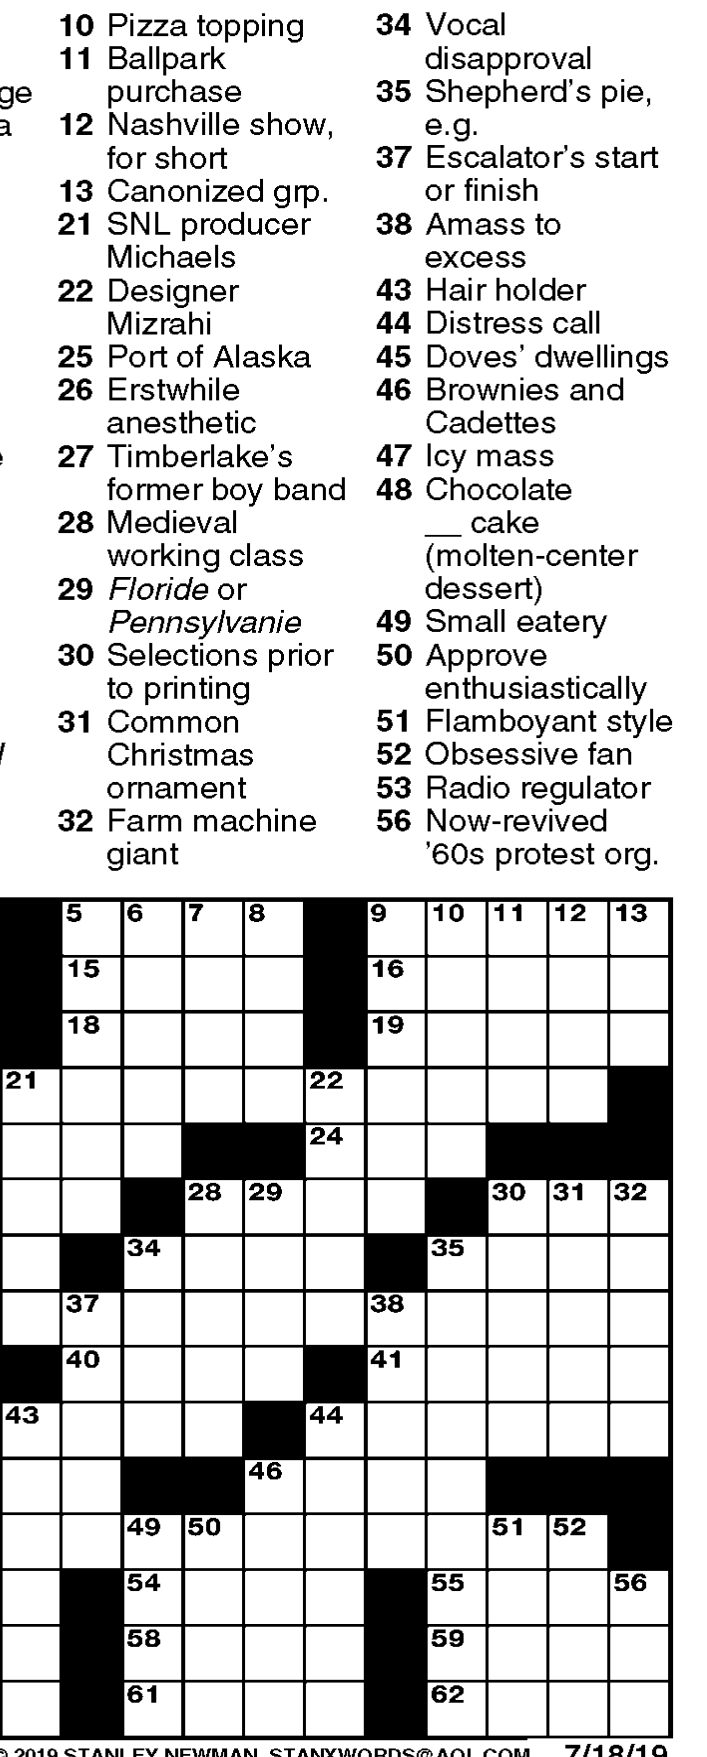 ge
a
e
l
10 Pizza topping
11 Ballpark
purchase
12 Nashville show,
for short
13 Canonized grp.
21 SNL producer
Michaels
22 Designer
Mizrahi
25 Port of Alaska
26 Erstwhile
anesthetic
27 Timberlake's
former boy band
28 Medieval
working class
29 Floride or
Pennsylvanie
30 Selections prior
to printing
31 Common
Christmas
ornament
32 Farm machine
giant
34 Vocal
disapproval
35 Shepherd's pie,
e.g.
37 Escalator's start
or finish
38 Amass to
excess
43 Hair holder
44 Distress call
45 Doves' dwellings
46 Brownies and
Cadettes
47 Icy mass
48 Chocolate
__ cake
(molten-center
dessert)
49 Small eatery
50 Approve
enthusiastically
51 Flamboyant style
52 Obsessive fan
53 Radio regulator
56 Now-revived
'60s protest org.
5 6 7 8 9 10 11 12 13
15 16
18 19
21 22
24
28 29 30 31 32
34 35
37 38
40 41
43 44
46
49 50 51 52
54 55 56
58 59
61 62
© 2019 STANLEY NEWMAN STANXWORDS@AOL.COM 7/18/19